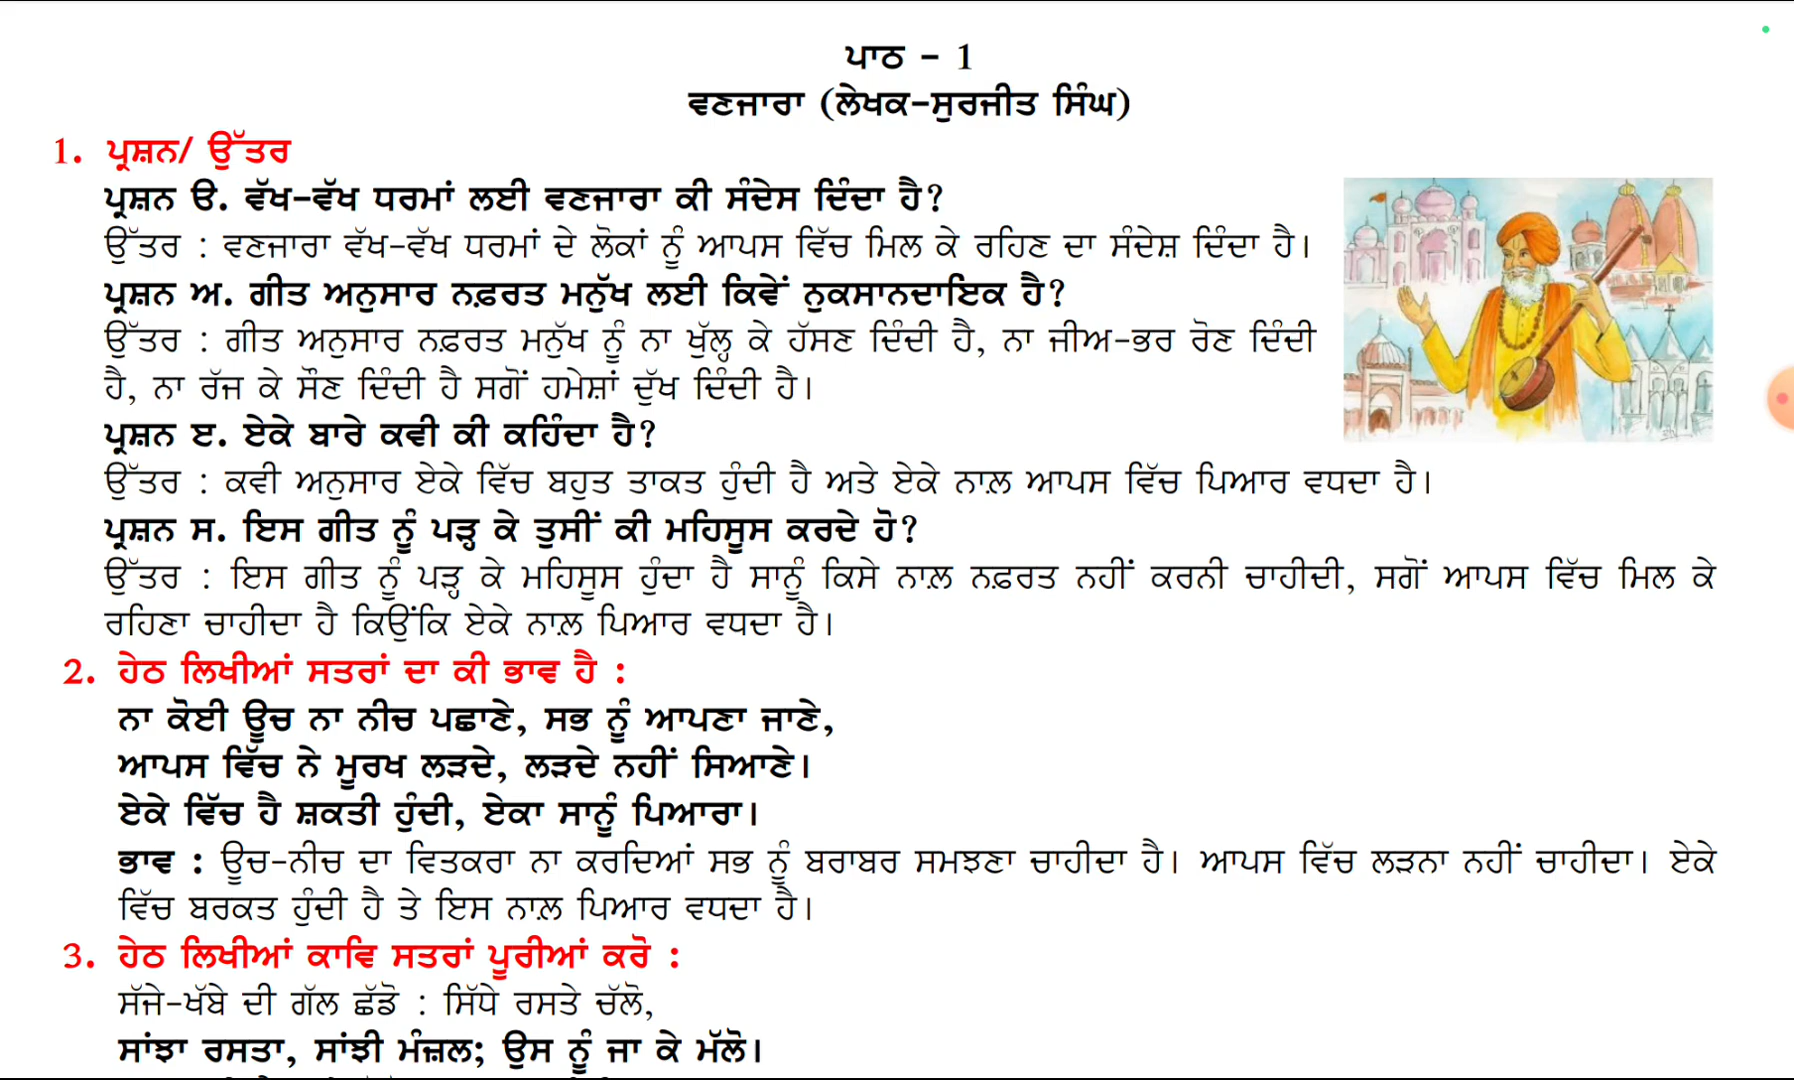 ਪਾਠ - 1
ਵਣਜਾਰਾ (ਲੇਖਕ-ਸੁਰਜੀਤ ਸਿੰਘ)
1. ਪ੍ਰਸ਼ਨ/ ਉੱਤਰ
ਪ੍ਰਸ਼ਨ ੳ. ਵੱਖ-ਵੱਖ ਧਰਮਾਂ ਲਈ ਵਣਜਾਰਾ ਕੀ ਸੰਦੇਸ ਦਿੰਦਾ ਹੈ?
ਉੱਤਰ : ਵਣਜਾਰਾ ਵੱਖ-ਵੱਖ ਧਰਮਾਂ ਦੇ ਲੋਕਾਂ ਨੂੰ ਆਪਸ ਵਿੱਚ ਮਿਲ ਕੇ ਰਹਿਣ ਦਾ ਸੰਦੇਸ਼ ਦਿੰਦਾ ਹੈ।
ਪ੍ਰਸ਼ਨ ਅ. ਗੀਤ ਅਨੁਸਾਰ ਨਫ਼ਰਤ ਮਨੁੱਖ ਲਈ ਕਿਵੇਂ ਨੁਕਸਾਨਦਾਇਕ ਹੈ?
ਉੱਤਰ : ਗੀਤ ਅਨੁਸਾਰ ਨਫ਼ਰਤ ਮਨੁੱਖ ਨੂੰ ਨਾ ਖੁੱਲ੍ਹ ਕੇ ਹੱਸਣ ਦਿੰਦੀ ਹੈ, ਨਾ ਜੀਅ-ਭਰ ਰੋਣ ਦਿੰਦੀ
ਹੈ, ਨਾ ਰੱਜ ਕੇ ਸੌਣ ਦਿੰਦੀ ਹੈ ਸਗੋਂ ਹਮੇਸ਼ਾਂ ਦੁੱਖ ਦਿੰਦੀ ਹੈ।
ਪ੍ਰਸ਼ਨ ੲ. ਏਕੇ ਬਾਰੇ ਕਵੀ ਕੀ ਕਹਿੰਦਾ ਹੈ?
ਉੱਤਰ : ਕਵੀ ਅਨੁਸਾਰ ਏਕੇ ਵਿੱਚ ਬਹੁਤ ਤਾਕਤ ਹੁੰਦੀ ਹੈ ਅਤੇ ਏਕੇ ਨਾਲ਼ ਆਪਸ ਵਿੱਚ ਪਿਆਰ ਵਧਦਾ ਹੈ।
ਪ੍ਰਸ਼ਨ ਸ. ਇਸ ਗੀਤ ਨੂੰ ਪੜ੍ਹ ਕੇ ਤੁਸੀਂ ਕੀ ਮਹਿਸੂਸ ਕਰਦੇ ਹੋ?
ਉੱਤਰ : ਇਸ ਗੀਤ ਨੂੰ ਪੜ੍ਹ ਕੇ ਮਹਿਸੂਸ ਹੁੰਦਾ ਹੈ ਸਾਨੂੰ ਕਿਸੇ ਨਾਲ਼ ਨਫ਼ਰਤ ਨਹੀਂ ਕਰਨੀ ਚਾਹੀਦੀ, ਸਗੋਂ ਆਪਸ ਵਿੱਚ ਮਿਲ ਕੇ
ਰਹਿਣਾ ਚਾਹੀਦਾ ਹੈ ਕਿਉਂਕਿ ਏਕੇ ਨਾਲ਼ ਪਿਆਰ ਵਧਦਾ ਹੈ।
2. ਹੇਠ ਲਿਖੀਆਂ ਸਤਰਾਂ ਦਾ ਕੀ ਭਾਵ ਹੈ :
ਨਾ ਕੋਈ ਊਚ ਨਾ ਨੀਚ ਪਛਾਣੇ, ਸਭ ਨੂੰ ਆਪਣਾ ਜਾਣੇ,
ਆਪਸ ਵਿੱਚ ਨੇ ਮੂਰਖ ਲੜਦੇ, ਲੜਦੇ ਨਹੀਂ ਸਿਆਣੇ।
ਏਕੇ ਵਿੱਚ ਹੈ ਸ਼ਕਤੀ ਹੁੰਦੀ, ਏਕਾ ਸਾਨੂੰ ਪਿਆਰਾ।
ਭਾਵ : ਊਚ-ਨੀਚ ਦਾ ਵਿਤਕਰਾ ਨਾ ਕਰਦਿਆਂ ਸਭ ਨੂੰ ਬਰਾਬਰ ਸਮਝਣਾ ਚਾਹੀਦਾ ਹੈ। ਆਪਸ ਵਿੱਚ ਲੜਨਾ ਨਹੀਂ ਚਾਹੀਦਾ। ਏਕੇ
ਵਿੱਚ ਬਰਕਤ ਹੁੰਦੀ ਹੈ ਤੇ ਇਸ ਨਾਲ਼ ਪਿਆਰ ਵਧਦਾ ਹੈ।
3. ਹੇਠ ਲਿਖੀਆਂ ਕਾਵਿ ਸਤਰਾਂ ਪੂਰੀਆਂ ਕਰੋ :
ਸੱਜੇ-ਖੱਬੇ ਦੀ ਗੱਲ ਛੱਡੋ : ਸਿੱਧੇ ਰਸਤੇ ਚੱਲੋ,
ਸਾਂਝਾ ਰਸਤਾ, ਸਾਂਝੀ ਮੰਜ਼ਲ; ਉਸ ਨੂੰ ਜਾ ਕੇ ਮੱਲੋ।